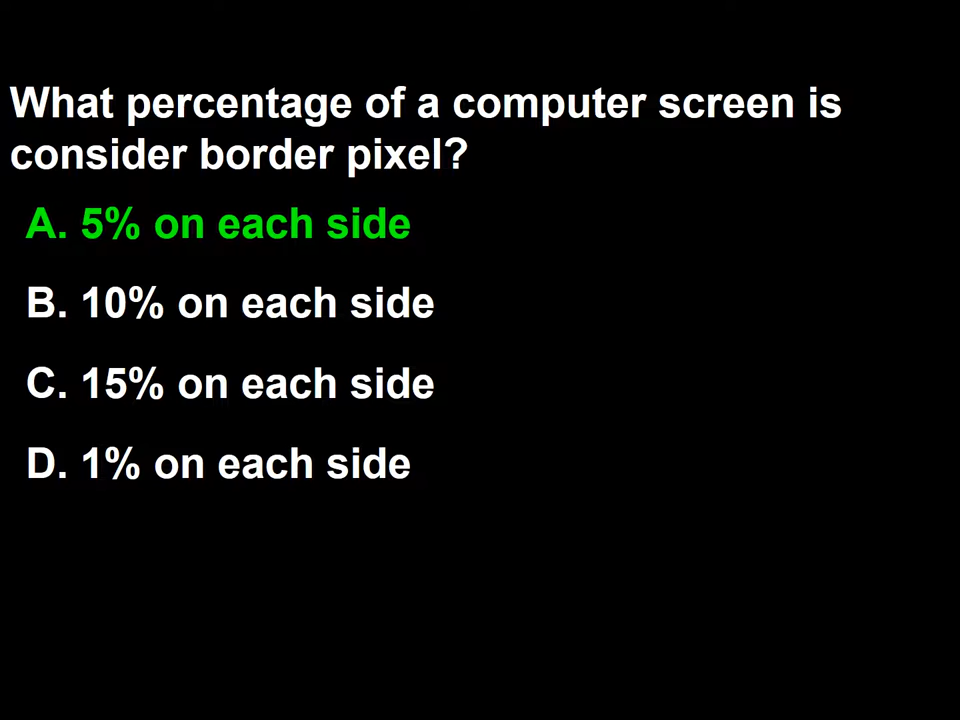 What percentage of a computer screen is
consider border pixel?
A. 5% on each side
B. 10% on each side
C. 15% on each side
D. 1% on each side